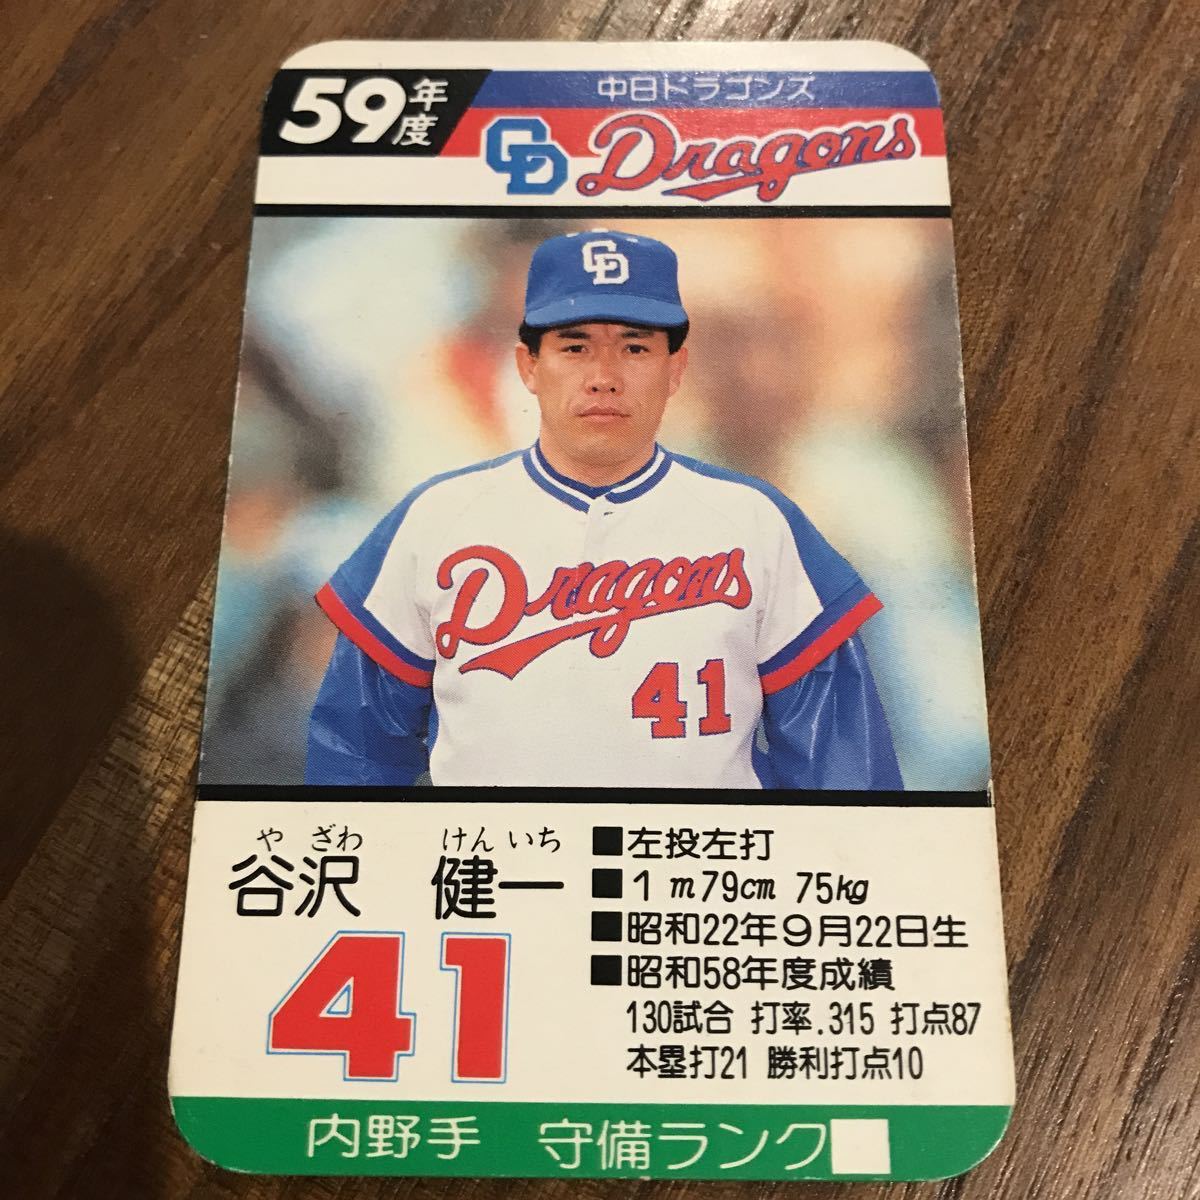 59年度
中日ドラゴンズ
CD Dragons
CD
Dragons
41
や ざわ けん いち
谷沢 健一
41
■左投左打
■1m79cm 75kg
■昭和22年9月22日生
■昭和58年度成績
130試合 打率.315 打点87
本塁打21 勝利打点10
内野手 守備ランク